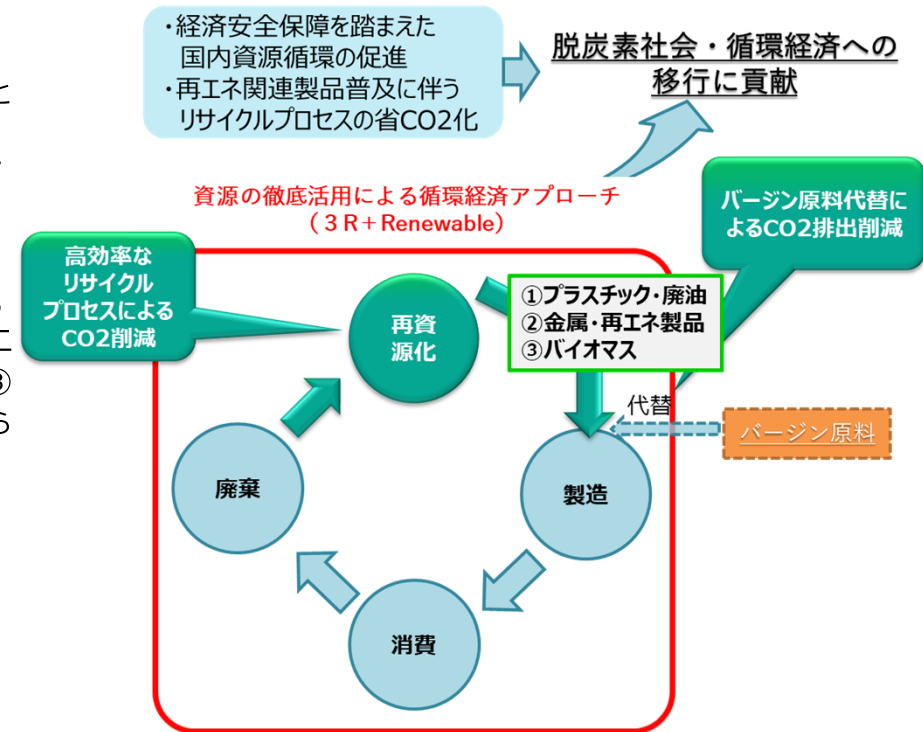 ・経済安全保障を踏まえた
国内資源循環の促進
・再エネ関連製品普及に伴う
リサイクルプロセスの省CO2化
脱炭素社会・循環経済への
移行に貢献
資源の徹底活用による循環経済アプローチ
(３R+Renewable)
バージン原料代替に
よるCO2排出削減
高効率な
リサイクル
プロセスによる
CO2削減
再資
源化
①プラスチック・廃油
②金属・再エネ製品
③バイオマス
代替
バージン原料
廃棄
製造
消費